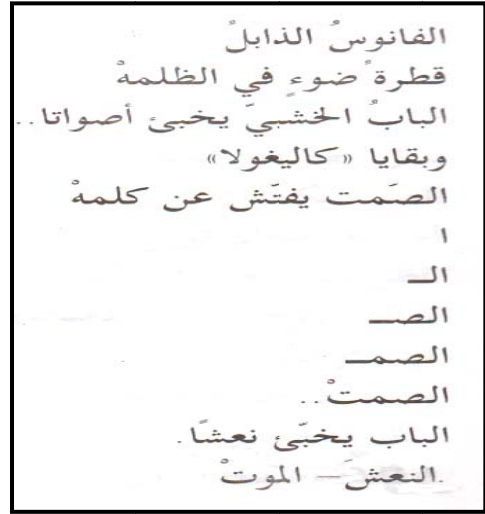 الفانوسُ الذابلْ
قطرةُ ضوءٍ في الظلمهْ
البابُ الخشبيّ يخبئ أصواتا..
وبقايا «كاليغولا»
الصَمت يفتّش عن كلمهْ
ا
الـ
الصـ
الصمـ
الصمتْ..
الباب يخبّئ نعشًا.
.النعشَ – الموتْ